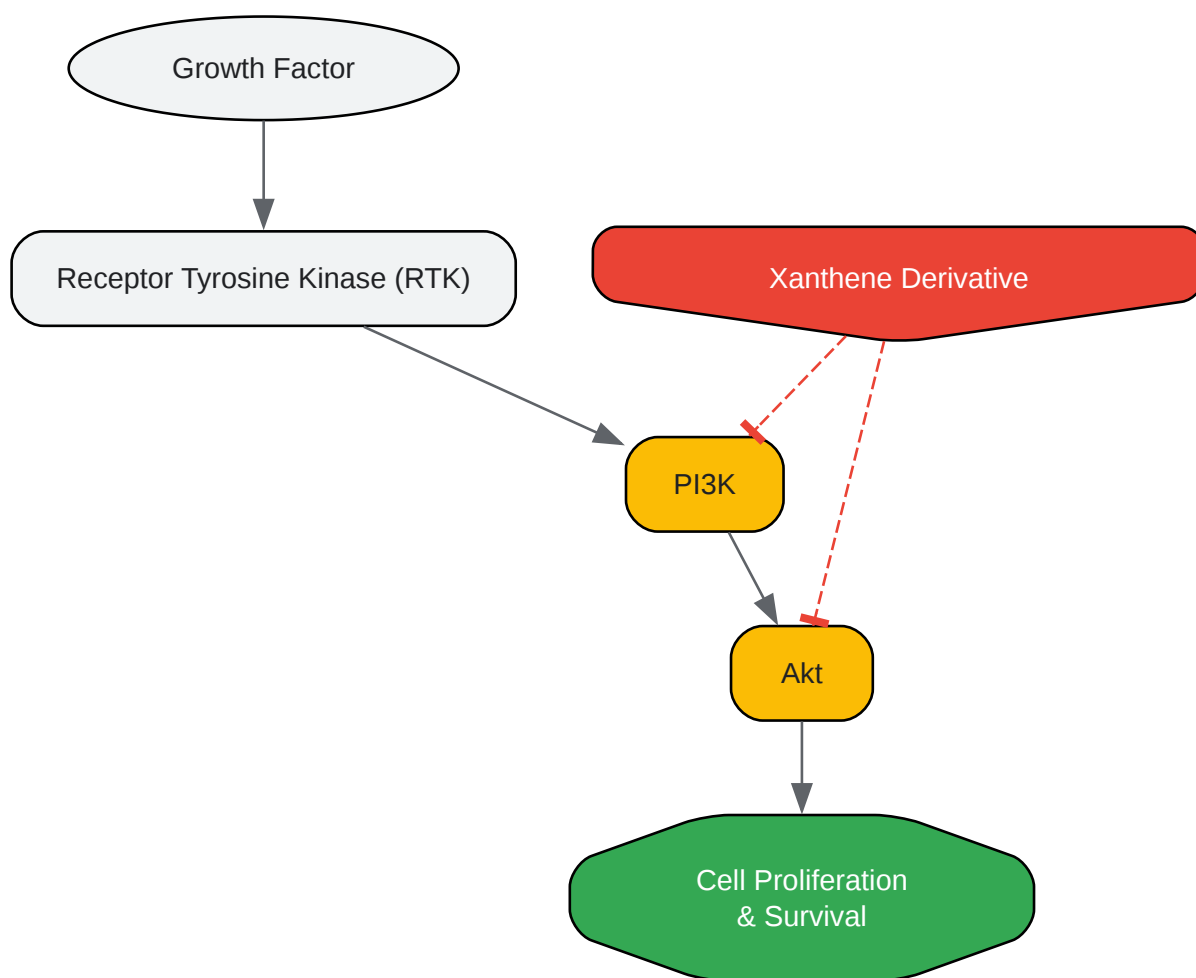 Growth Factor
Receptor Tyrosine Kinase (RTK)
Xanthene Derivative
PI3K
Akt
Cell Proliferation
& Survival